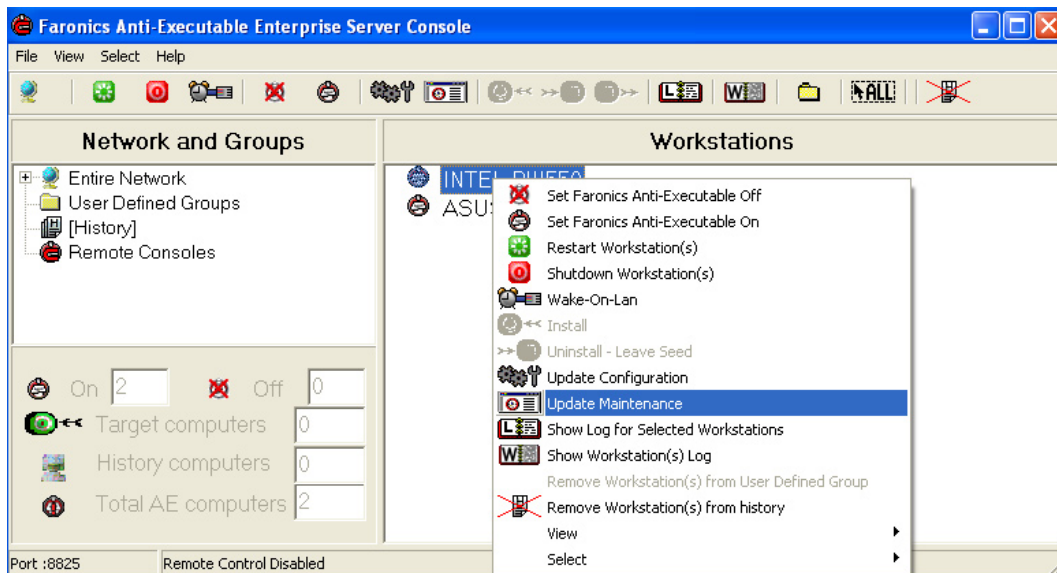 Faronics Anti-Executable Enterprise Server Console
File View Select Help
L
W
ALL
Network and Groups
Entire Network
User Defined Groups
[History]
Remote Consoles
On 2 Off 0
Target computers 0
History computers 0
Total AE computers 2
Workstations
INTEL
ASUS
Set Faronics Anti-Executable Off
Set Faronics Anti-Executable On
Restart Workstation(s)
Shutdown Workstation(s)
Wake-On-Lan
Install
Uninstall - Leave Seed
Update Configuration
Update Maintenance
L Show Log for Selected Workstations
W Show Workstation(s) Log
Remove Workstation(s) from User Defined Group
Remove Workstation(s) from history
View
Select
Port :8825 Remote Control Disabled